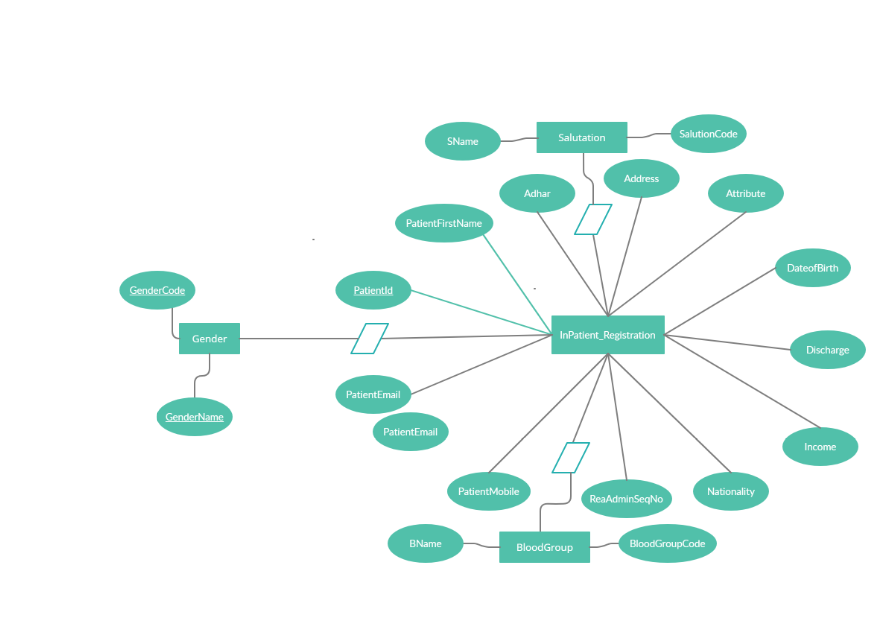 SName
Salutation
SalutionCode
Adhar
Address
Attribute
PatientFirstName
DateofBirth
GenderCode
PatientId
Gender
InPatient_Registration
Discharge
PatientEmail
GenderName
PatientEmail
Income
PatientMobile
ReaAdminSeqNo
Nationality
BName
BloodGroup
BloodGroupCode